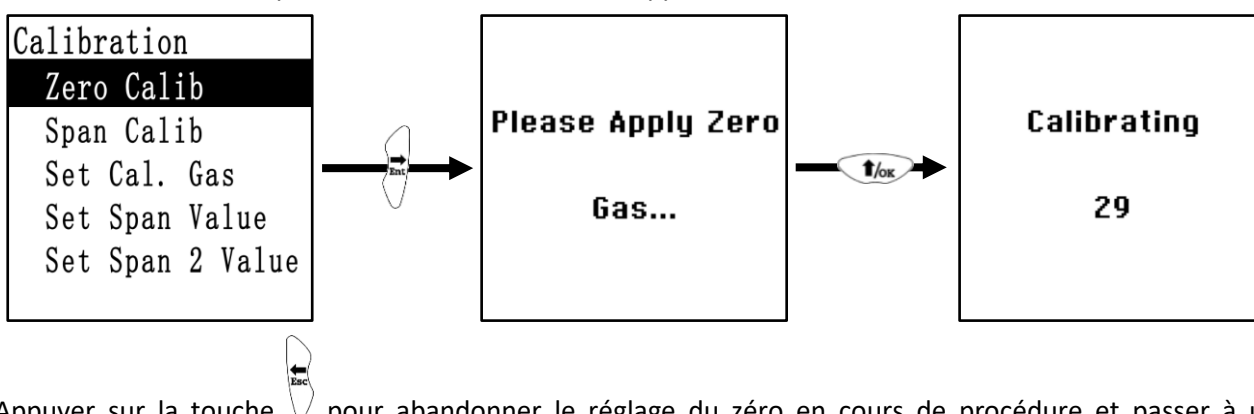 Calibration
Zero Calib
Span Calib
Set Cal. Gas
Set Span Value
Set Span 2 Value
Ent
Please Apply Zero
Gas...
/OK
Calibrating
29
Esc
Appuyer sur la touche pour abandonner le réglage du zéro en cours de procédure et passer à